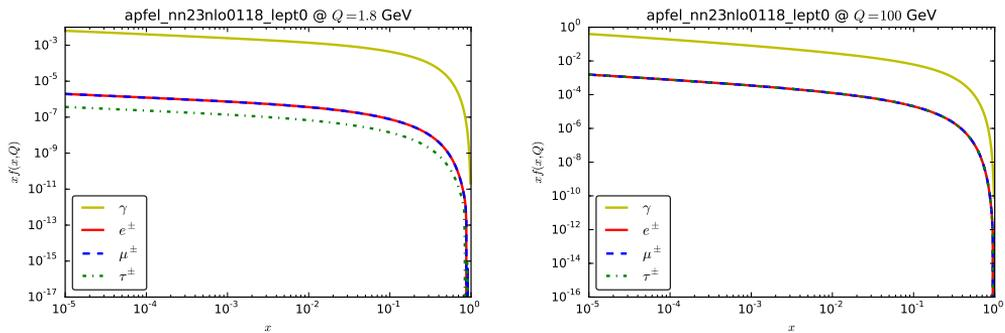 apfel_nn23nlo0118_lept0 @ Q=1.8 GeV
10^-3
10^-5
10^-7
10^-9
10^-11
10^-13
10^-15
10^-17
xf(x,Q)
γ
e^±
μ^±
τ^±
10^-5 10^-4 10^-3 10^-2 10^-1 10^0
x
apfel_nn23nlo0118_lept0 @ Q=100 GeV
10^0
10^-2
10^-4
10^-6
10^-8
10^-10
10^-12
10^-14
10^-16
xf(x,Q)
γ
e^±
μ^±
τ^±
10^-5 10^-4 10^-3 10^-2 10^-1 10^0
x